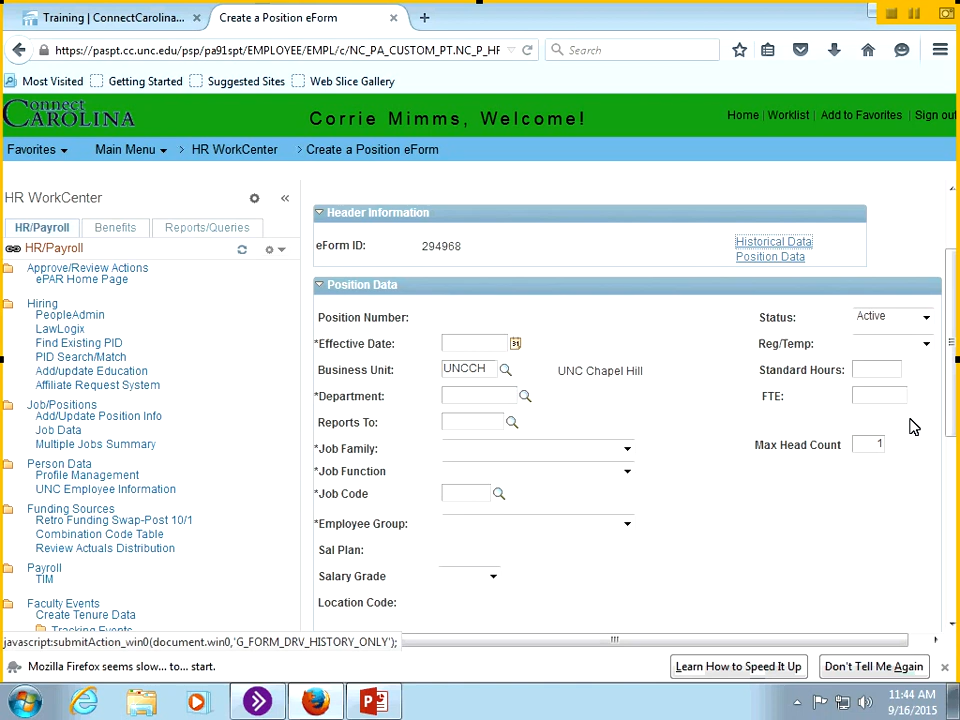 Training | ConnectCarolina...
Create a Position eForm
https://paspt.cc.unc.edu/psp/pa91spt/EMPLOYEE/EMPL/c/NC_PA_CUSTOM_PT.NC_P_HF
Search
Most Visited
Getting Started
Suggested Sites
Web Slice Gallery
Connect
CAROLINA
Corrie Mimms, Welcome!
Home | Worklist | Add to Favorites | Sign out
Favorites
Main Menu > HR WorkCenter > Create a Position eForm
HR WorkCenter
HR/Payroll
Benefits
Reports/Queries
HR/Payroll
Approve/Review Actions
ePAR Home Page
Hiring
PeopleAdmin
LawLogix
Find Existing PID
PID Search/Match
Add/update Education
Affiliate Request System
Job/Positions
Add/Update Position Info
Job Data
Multiple Jobs Summary
Person Data
Profile Management
UNC Employee Information
Funding Sources
Retro Funding Swap-Post 10/1
Combination Code Table
Review Actuals Distribution
Payroll
TIM
Faculty Events
Create Tenure Data
Tracking Events
Header Information
eForm ID: 294968
Historical Data
Position Data
Position Data
Position Number:
Status: Active
*Effective Date: 31
Reg/Temp:
Business Unit: UNCCH UNC Chapel Hill
Standard Hours:
*Department:
FTE:
Reports To:
*Job Family:
Max Head Count 1
*Job Function
*Job Code
*Employee Group:
Sal Plan:
Salary Grade
Location Code:
javascript:submitAction_win0(document.win0,'G_FORM_DRV_HISTORY_ONLY');
Mozilla Firefox seems slow... to... start.
Learn How to Speed It Up
Don't Tell Me Again
11:44 AM
9/16/2015